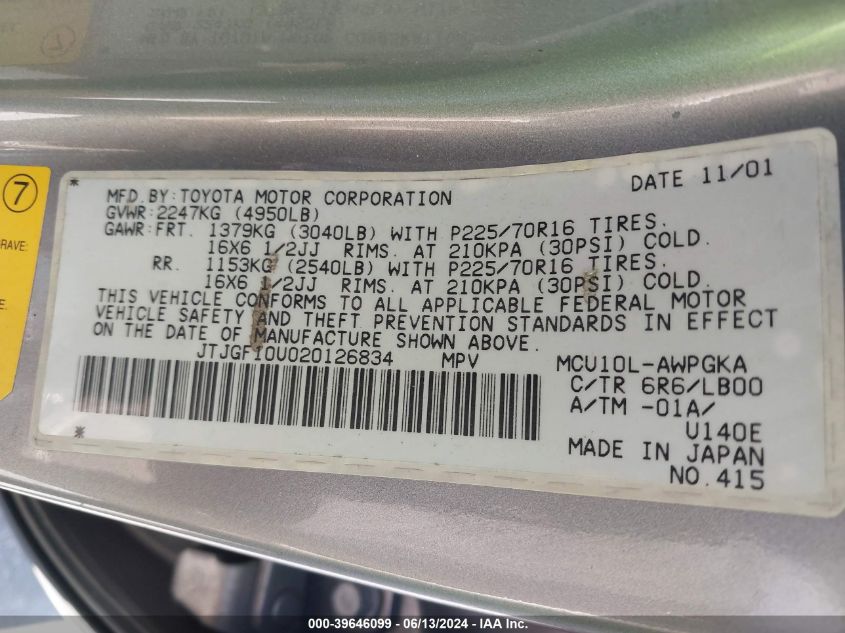 DATE 11/01
MFD.BY:TOYOTA MOTOR CORPORATION
GVWR:2247KG (4950LB)
GAWR:FRT. 1379KG (3040LB) WITH P225/70R16 TIRES.
16X6 1/2JJ RIMS. AT 210KPA (30PSI) COLD.
RR. 1153KG (2540LB) WITH P225/70R16 TIRES.
16X6 1/2JJ RIMS. AT 210KPA (30PSI) COLD.
THIS VEHICLE CONFORMS TO ALL APPLICABLE FEDERAL MOTOR
VEHICLE SAFETY AND THEFT PREVENTION STANDARDS IN EFFECT
ON THE DATE OF MANUFACTURE SHOWN ABOVE.
JTJGF10U020126834 MPV MCU10L-AWPGKA
C/TR 6R6/LB00
A/TM -01A/
U140E
MADE IN JAPAN
NO.415
* *
7
RAVE:
000-39646099 - 06/13/2024 - IAA, Inc.